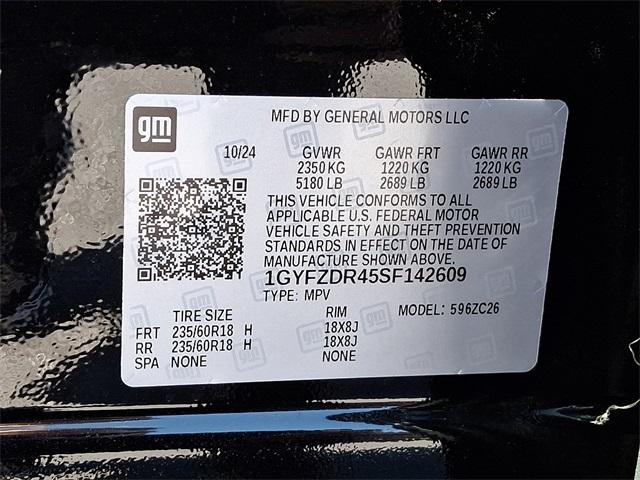 gm
MFD BY GENERAL MOTORS LLC
10/24 GVWR GAWR FRT GAWR RR
2350 KG 1220 KG 1220 KG
5180 LB 2689 LB 2689 LB
THIS VEHICLE CONFORMS TO ALL
APPLICABLE U.S. FEDERAL MOTOR
VEHICLE SAFETY AND THEFT PREVENTION
STANDARDS IN EFFECT ON THE DATE OF
MANUFACTURE SHOWN ABOVE.
1GYFZDR45SF142609
TYPE: MPV
TIRE SIZE RIM MODEL: 596ZC26
FRT 235/60R18 H 18X8J
RR 235/60R18 H 18X8J
SPA NONE NONE